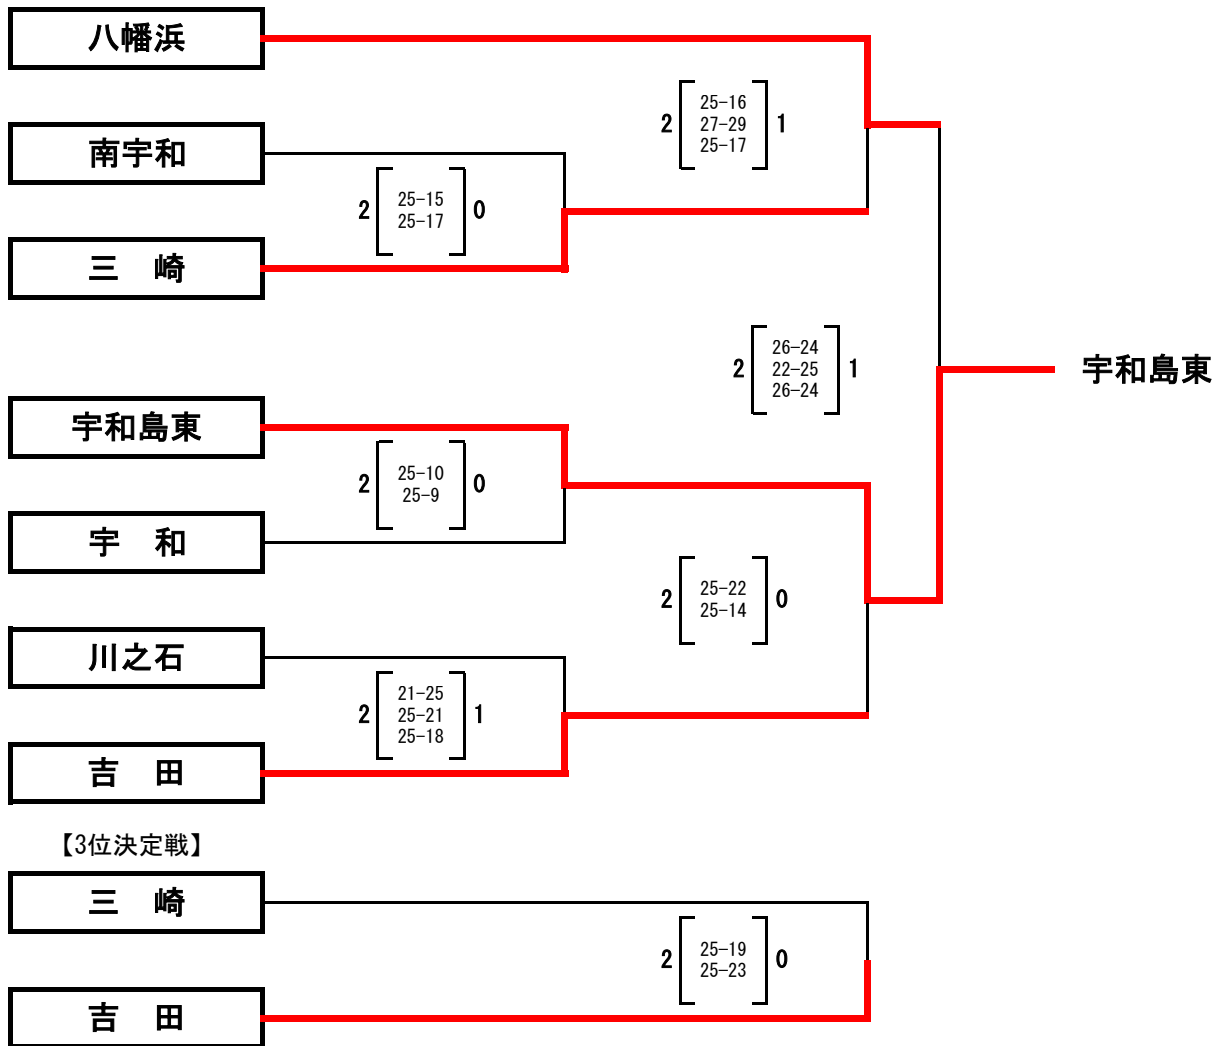 八幡浜
2 25-16 1
27-29
25-17
南宇和
2 25-15 0
25-17
三　崎
2 26-24 1
22-25
26-24
宇和島東
宇和島東
2 25-10 0
25-9
宇　和
2 25-22 0
25-14
川之石
2 21-25 1
25-21
25-18
吉　田
【3位決定戦】
三　崎
2 25-19 0
25-23
吉　田